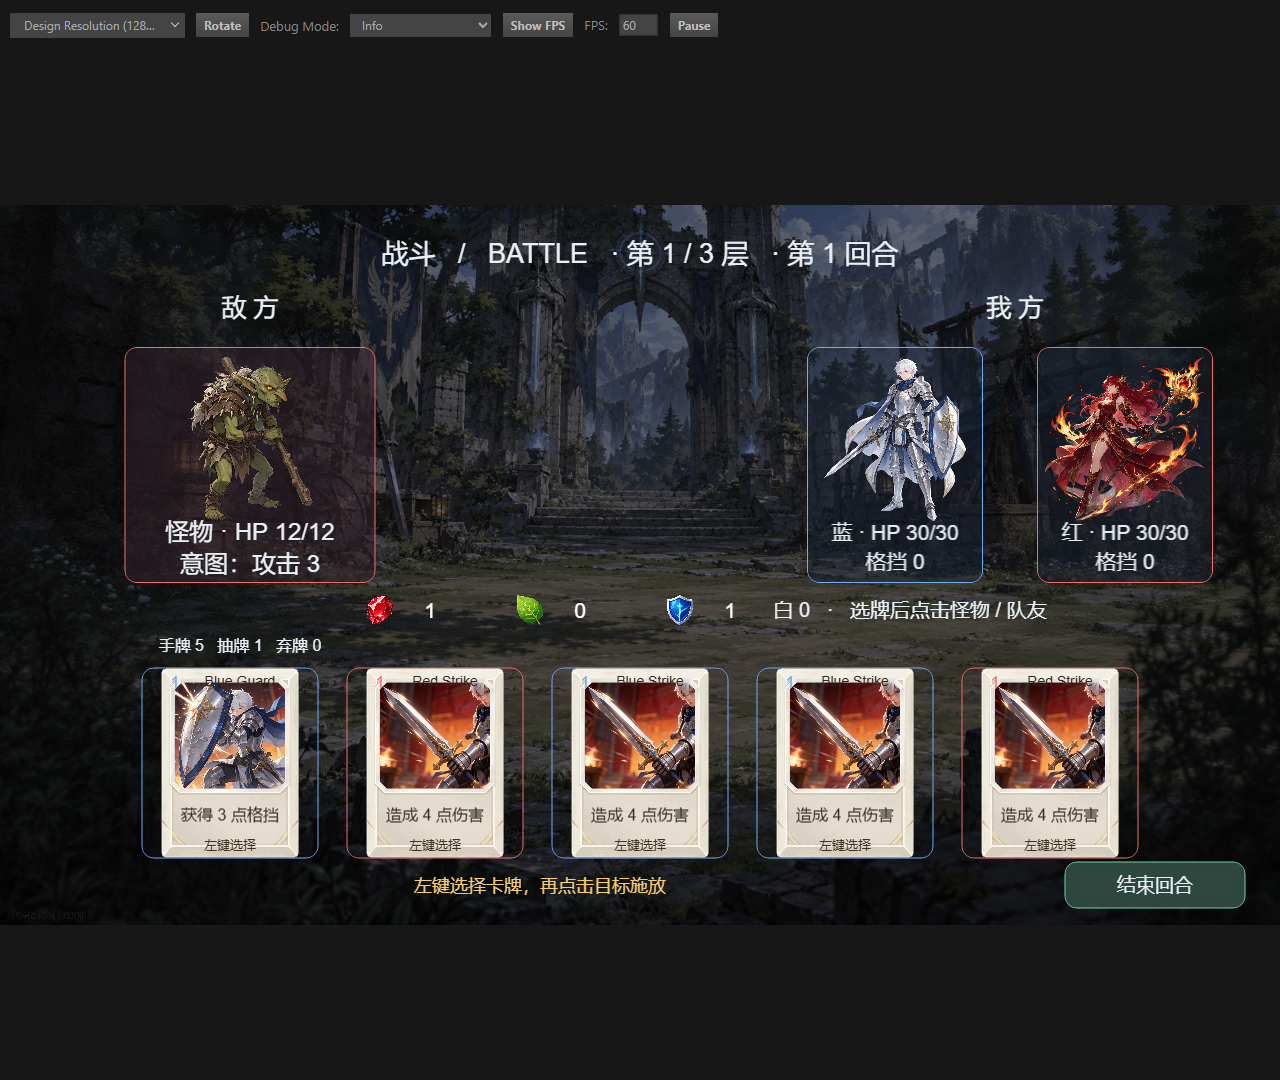 Design Resolution (128... Rotate Debug Mode: Info Show FPS FPS: 60 Pause
战斗 / BATTLE · 第 1 / 3 层 · 第 1 回合
敌 方
我 方
怪物 · HP 12/12
意图：攻击 3
蓝 · HP 30/30
格挡 0
红 · HP 30/30
格挡 0
1 0 1 白 0 · 选牌后点击怪物 / 队友
手牌 5 抽牌 1 弃牌 0
1 Blue Guard
获得 3 点格挡
左键选择
1 Red Strike
造成 4 点伤害
左键选择
1 Blue Strike
造成 4 点伤害
左键选择
1 Blue Strike
造成 4 点伤害
左键选择
1 Red Strike
造成 4 点伤害
左键选择
左键选择卡牌，再点击目标施放
结束回合